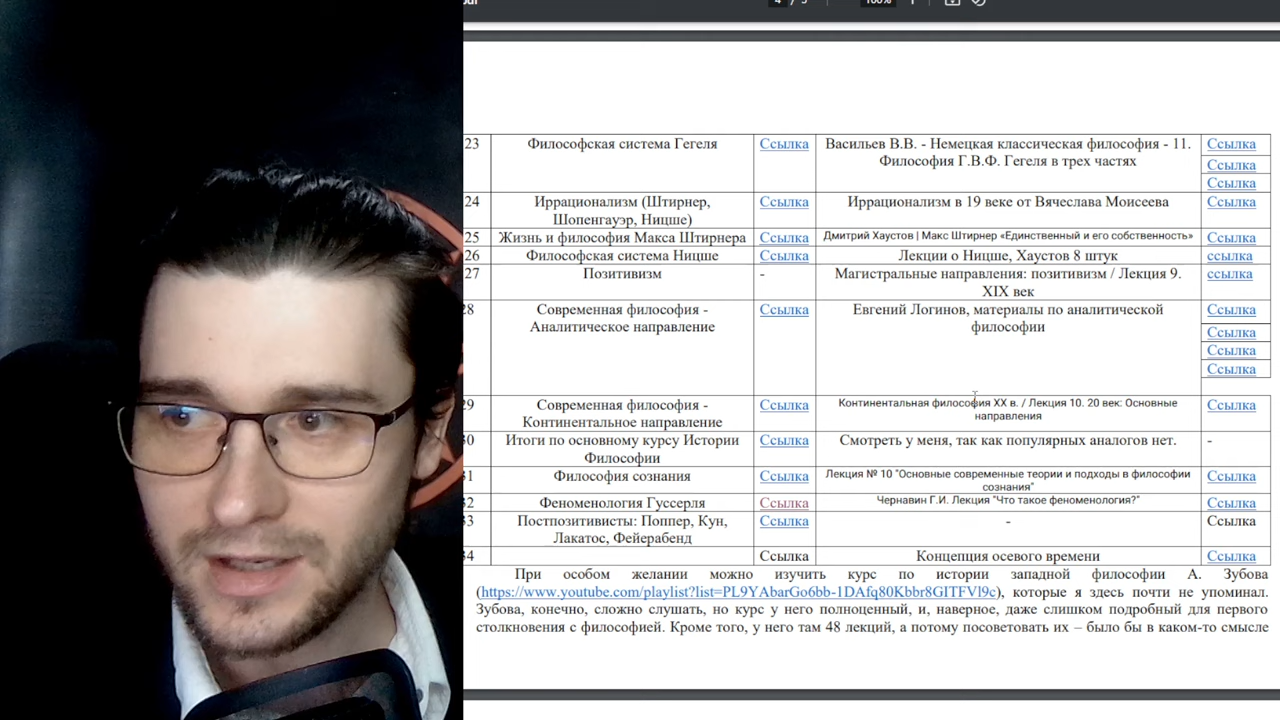 23 Философская система Гегеля Ссылка Васильев В.В. - Немецкая классическая философия - 11. Ссылка
Философия Г.В.Ф. Гегеля в трех частях Ссылка
Ссылка
24 Иррационализм (Штирнер, Ссылка Иррационализм в 19 веке от Вячеслава Моисеева Ссылка
Шопенгауэр, Ницше)
25 Жизнь и философия Макса Штирнера Ссылка Дмитрий Хаустов | Макс Штирнер «Единственный и его собственность» Ссылка
26 Философская система Ницше Ссылка Лекции о Ницше, Хаустов 8 штук ссылка
27 Позитивизм - Магистральные направления: позитивизм / Лекция 9. ссылка
XIX век
28 Современная философия - Ссылка Евгений Логинов, материалы по аналитической Ссылка
Аналитическое направление философии Ссылка
Ссылка
Ссылка
29 Современная философия - Ссылка Континентальная философия XX в. / Лекция 10. 20 век: Основные Ссылка
Континентальное направление направления
30 Итоги по основному курсу Истории Ссылка Смотреть у меня, так как популярных аналогов нет. -
Философии
31 Философия сознания Ссылка Лекция № 10 "Основные современные теории и подходы в философии Ссылка
сознания"
32 Феноменология Гуссерля Ссылка Чернавин Г.И. Лекция "Что такое феноменология?" Ссылка
33 Постпозитивисты: Поппер, Кун, Ссылка - Ссылка
Лакатос, Фейерабенд
34 Ссылка Концепция осевого времени Ссылка
При особом желании можно изучить курс по истории западной философии А. Зубова
(https://www.youtube.com/playlist?list=PL9YAbarGo6bb-1DAfq80Kbbr8GITFVl9c), которые я здесь почти не упоминал.
Зубова, конечно, сложно слушать, но курс у него полноценный, и, наверное, даже слишком подробный для первого
столкновения с философией. Кроме того, у него там 48 лекций, а потому посоветовать их – было бы в каком-то смысле